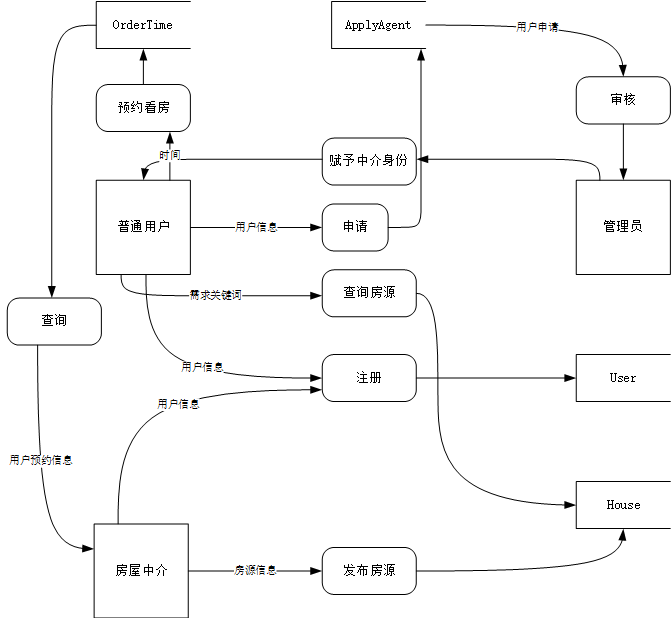 OrderTime
ApplyAgent
用户申请
预约看房
审核
时间
赋予中介身份
普通用户
用户信息
申请
管理员
需求关键词
查询房源
查询
用户信息
注册
User
用户信息
用户预约信息
House
房屋中介
房源信息
发布房源